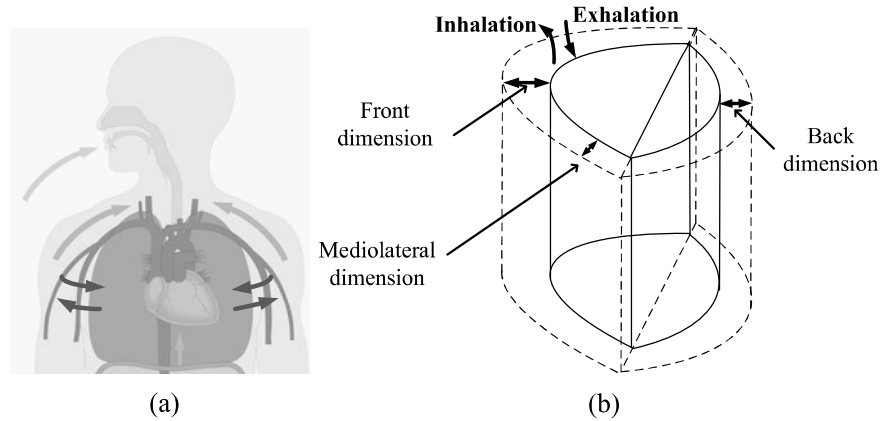 Inhalation
Exhalation
Front
dimension
Back
dimension
Mediolateral
dimension
(a)
(b)